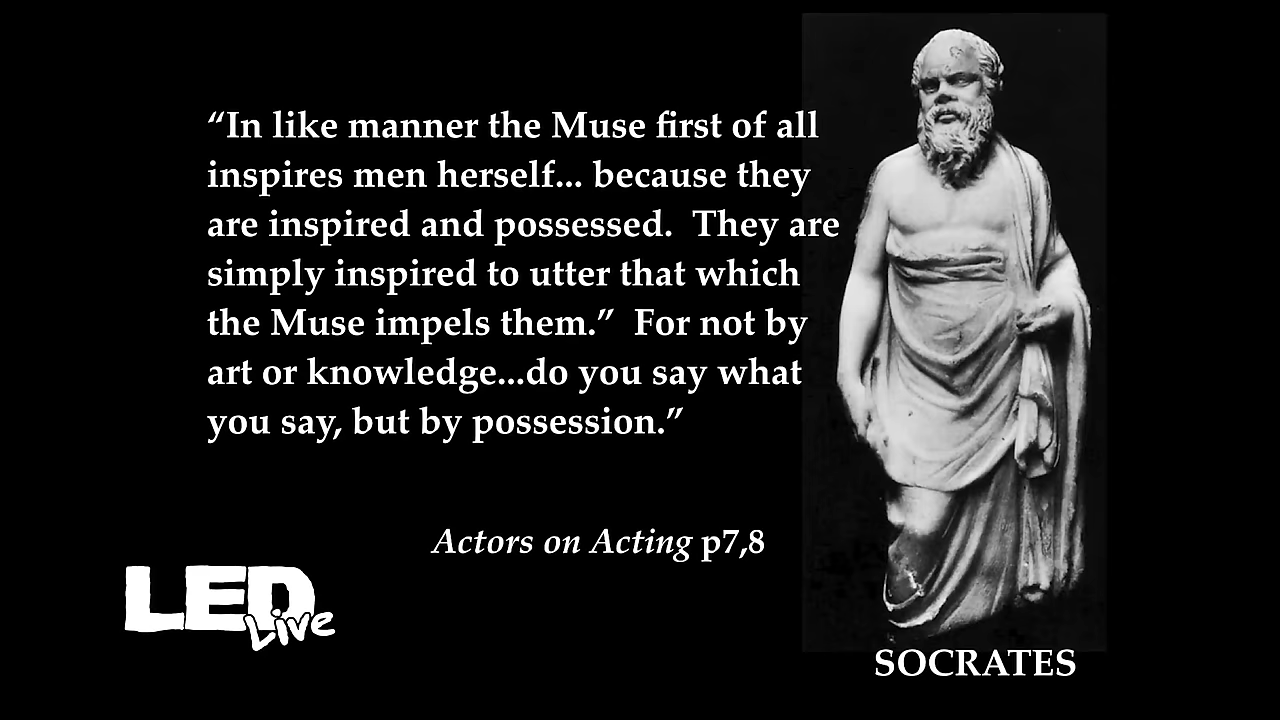 “In like manner the Muse first of all
inspires men herself... because they
are inspired and possessed.  They are
simply inspired to utter that which
the Muse impels them.”  For not by
art or knowledge...do you say what
you say, but by possession.”
Actors on Acting p7,8
LED
Live
SOCRATES